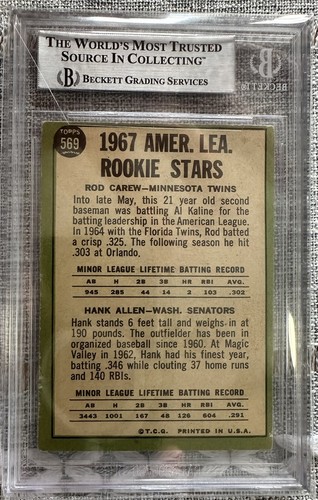 THE WORLD'S MOST TRUSTED
SOURCE IN COLLECTING™
BECKETT GRADING SERVICES
BECKETT®
TOPPS
569
1967 AMER. LEA.
ROOKIE STARS
ROD CAREW—MINNESOTA TWINS
Into late May, this 21 year old second
baseman was battling Al Kaline for the
batting leadership in the American League.
In 1964 with the Florida Twins, Rod batted
a crisp .325. The following season he hit
.303 at Orlando.
MINOR LEAGUE LIFETIME BATTING RECORD
AB H 2B 3B HR RBI AVG.
945 285 44 14 2 103 .302
HANK ALLEN—WASH. SENATORS
Hank stands 6 feet tall and weighs-in at
190 pounds. The outfielder has been in
organized baseball since 1960. At Magic
Valley in 1962, Hank had his finest year,
batting .346 while clouting 37 home runs
and 140 RBIs.
MINOR LEAGUE LIFETIME BATTING RECORD
AB H 2B 3B HR RBI AVG.
3443 1001 167 48 126 604 .291
©T.C.G. PRINTED IN U.S.A.